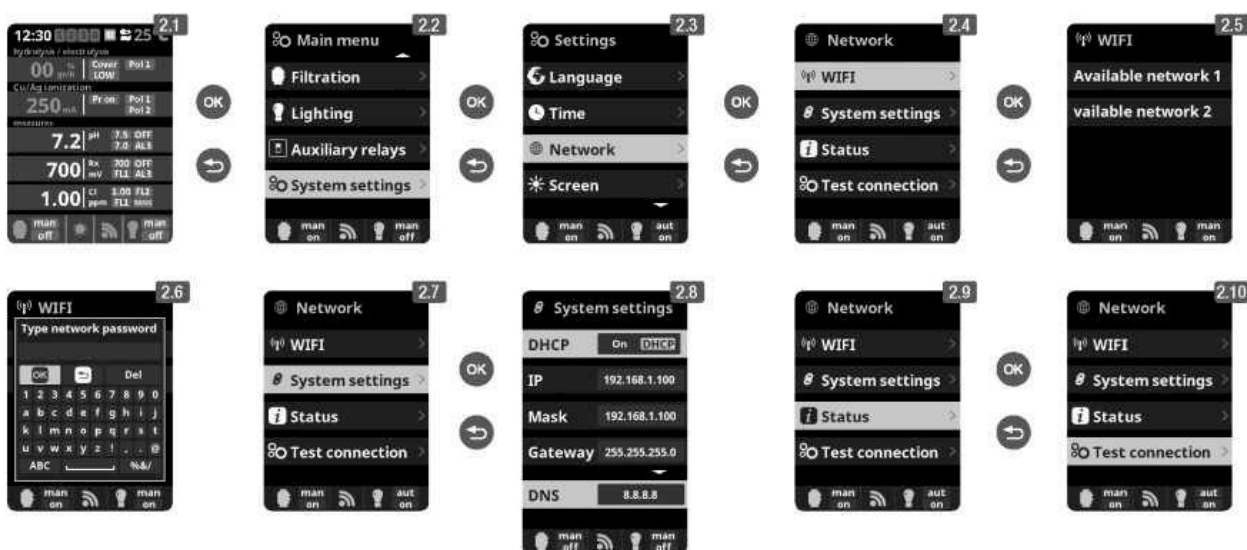 2.1
12:30 25
hydrolysis / electrolysis
00 % gr/h Cover LOW Pol 1
Cu/Ag ionization
250 mA Pr on Pol 1 Pol 2
measures
7.2 pH 7.5 OFF 7.0 AL3
700 Rx mV 700 OFF FL1 AL3
1.00 Cl ppm 1.00 FL2 FL1
man off man off
OK
2.2
Main menu
Filtration
Lighting
Auxiliary relays
System settings
man on man off
OK
2.3
Settings
Language
Time
Network
Screen
man on aut on
OK
2.4
Network
WIFI
System settings
Status
Test connection
man on aut on
OK
2.5
WIFI
Available network 1
vailable network 2
man on man on
2.6
WIFI
Type network password
OK Del
1 2 3 4 5 6 7 8 9 0
a b c d e f g h i j
k l m n o p q r s t
u v w x y z ! , . @
ABC %&/
man on man on
2.7
Network
WIFI
System settings
Status
Test connection
man on aut on
OK
2.8
System settings
DHCP On DHCP
IP 192.168.1.100
Mask 192.168.1.100
Gateway 255.255.255.0
DNS 8.8.8.8
man off man off
2.9
Network
WIFI
System settings
Status
Test connection
man on aut on
OK
2.10
Network
WIFI
System settings
Status
Test connection
man on aut on